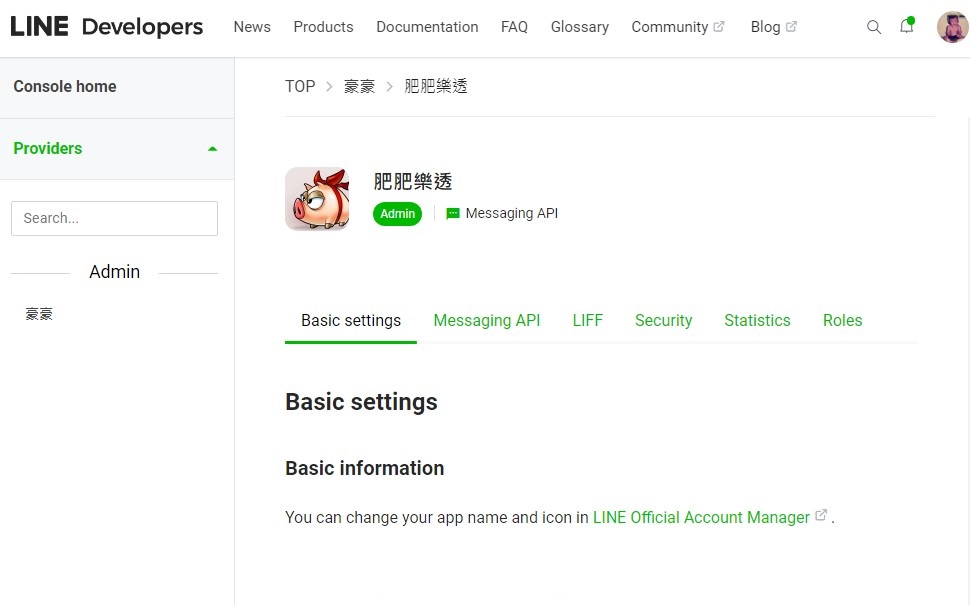 LINE Developers News Products Documentation FAQ Glossary Community Blog
Console home
TOP > 豪豪 > 肥肥樂透
Providers
Search...
Admin
豪豪
肥肥樂透
Admin Messaging API
Basic settings Messaging API LIFF Security Statistics Roles
Basic settings
Basic information
You can change your app name and icon in LINE Official Account Manager .